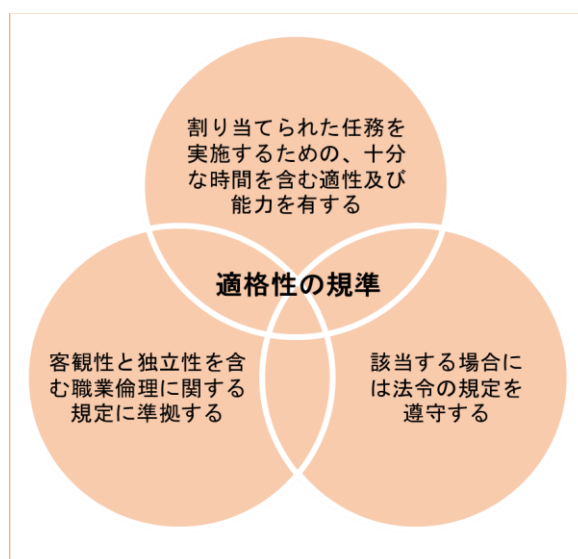 割り当てられた任務を
実施するための、十分
な時間を含む適性及び
能力を有する
適格性の規準
客観性と独立性を含
む職業倫理に関する
規定に準拠する
該当する場合に
は法令の規定を
遵守する